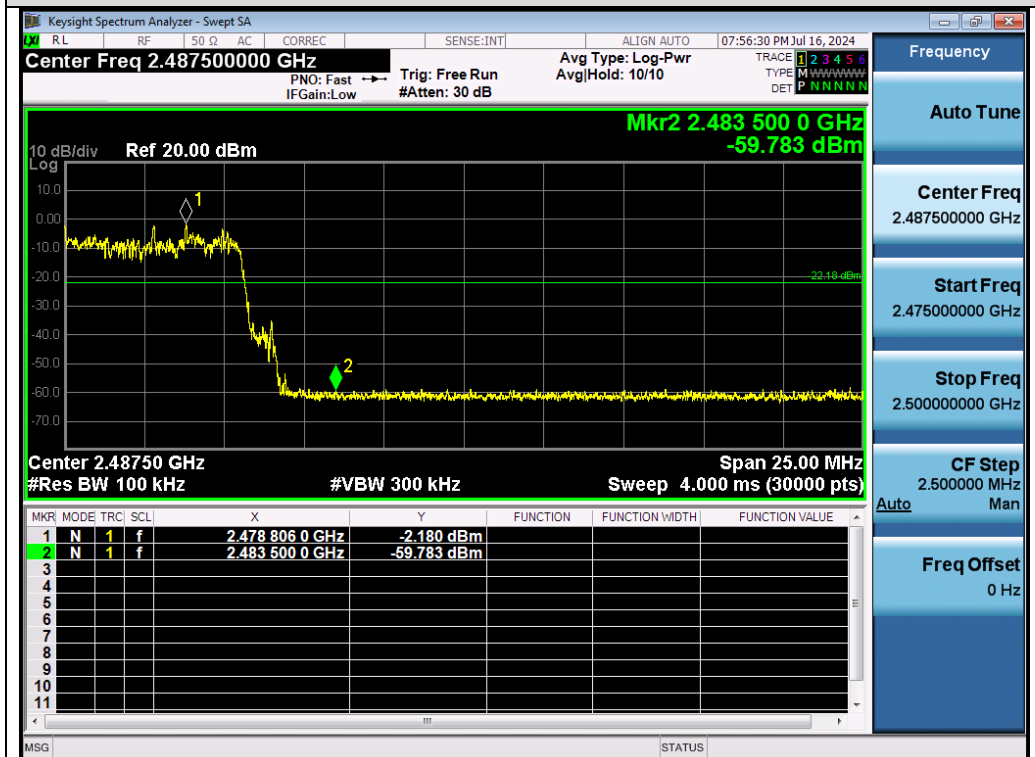 Keysight Spectrum Analyzer - Swept SA
LXI RL RF 50 Ω AC CORREC SENSE:INT ALIGN AUTO 07:56:30 PM Jul 16, 2024
Center Freq 2.487500000 GHz
PNO: Fast
IFGain:Low
Trig: Free Run
#Atten: 30 dB
Avg Type: Log-Pwr
Avg|Hold: 10/10
TRACE 1 2 3 4 5 6
TYPE M WWWWW
DET P N N N N N
Mkr2 2.483 500 0 GHz
-59.783 dBm
10 dB/div Ref 20.00 dBm
Log
10.0
0.00
-10.0
-20.0
-30.0
-40.0
-50.0
-60.0
-70.0
1
22.18 dBm
2
Center 2.48750 GHz Span 25.00 MHz
#Res BW 100 kHz #VBW 300 kHz Sweep 4.000 ms (30000 pts)
MKR MODE TRC SCL X Y FUNCTION FUNCTION WIDTH FUNCTION VALUE
1 N 1 f 2.478 806 0 GHz -2.180 dBm
2 N 1 f 2.483 500 0 GHz -59.783 dBm
3
4
5
6
7
8
9
10
11
MSG STATUS
Frequency
Auto Tune
Center Freq
2.487500000 GHz
Start Freq
2.475000000 GHz
Stop Freq
2.500000000 GHz
CF Step
2.500000 MHz
Auto Man
Freq Offset
0 Hz